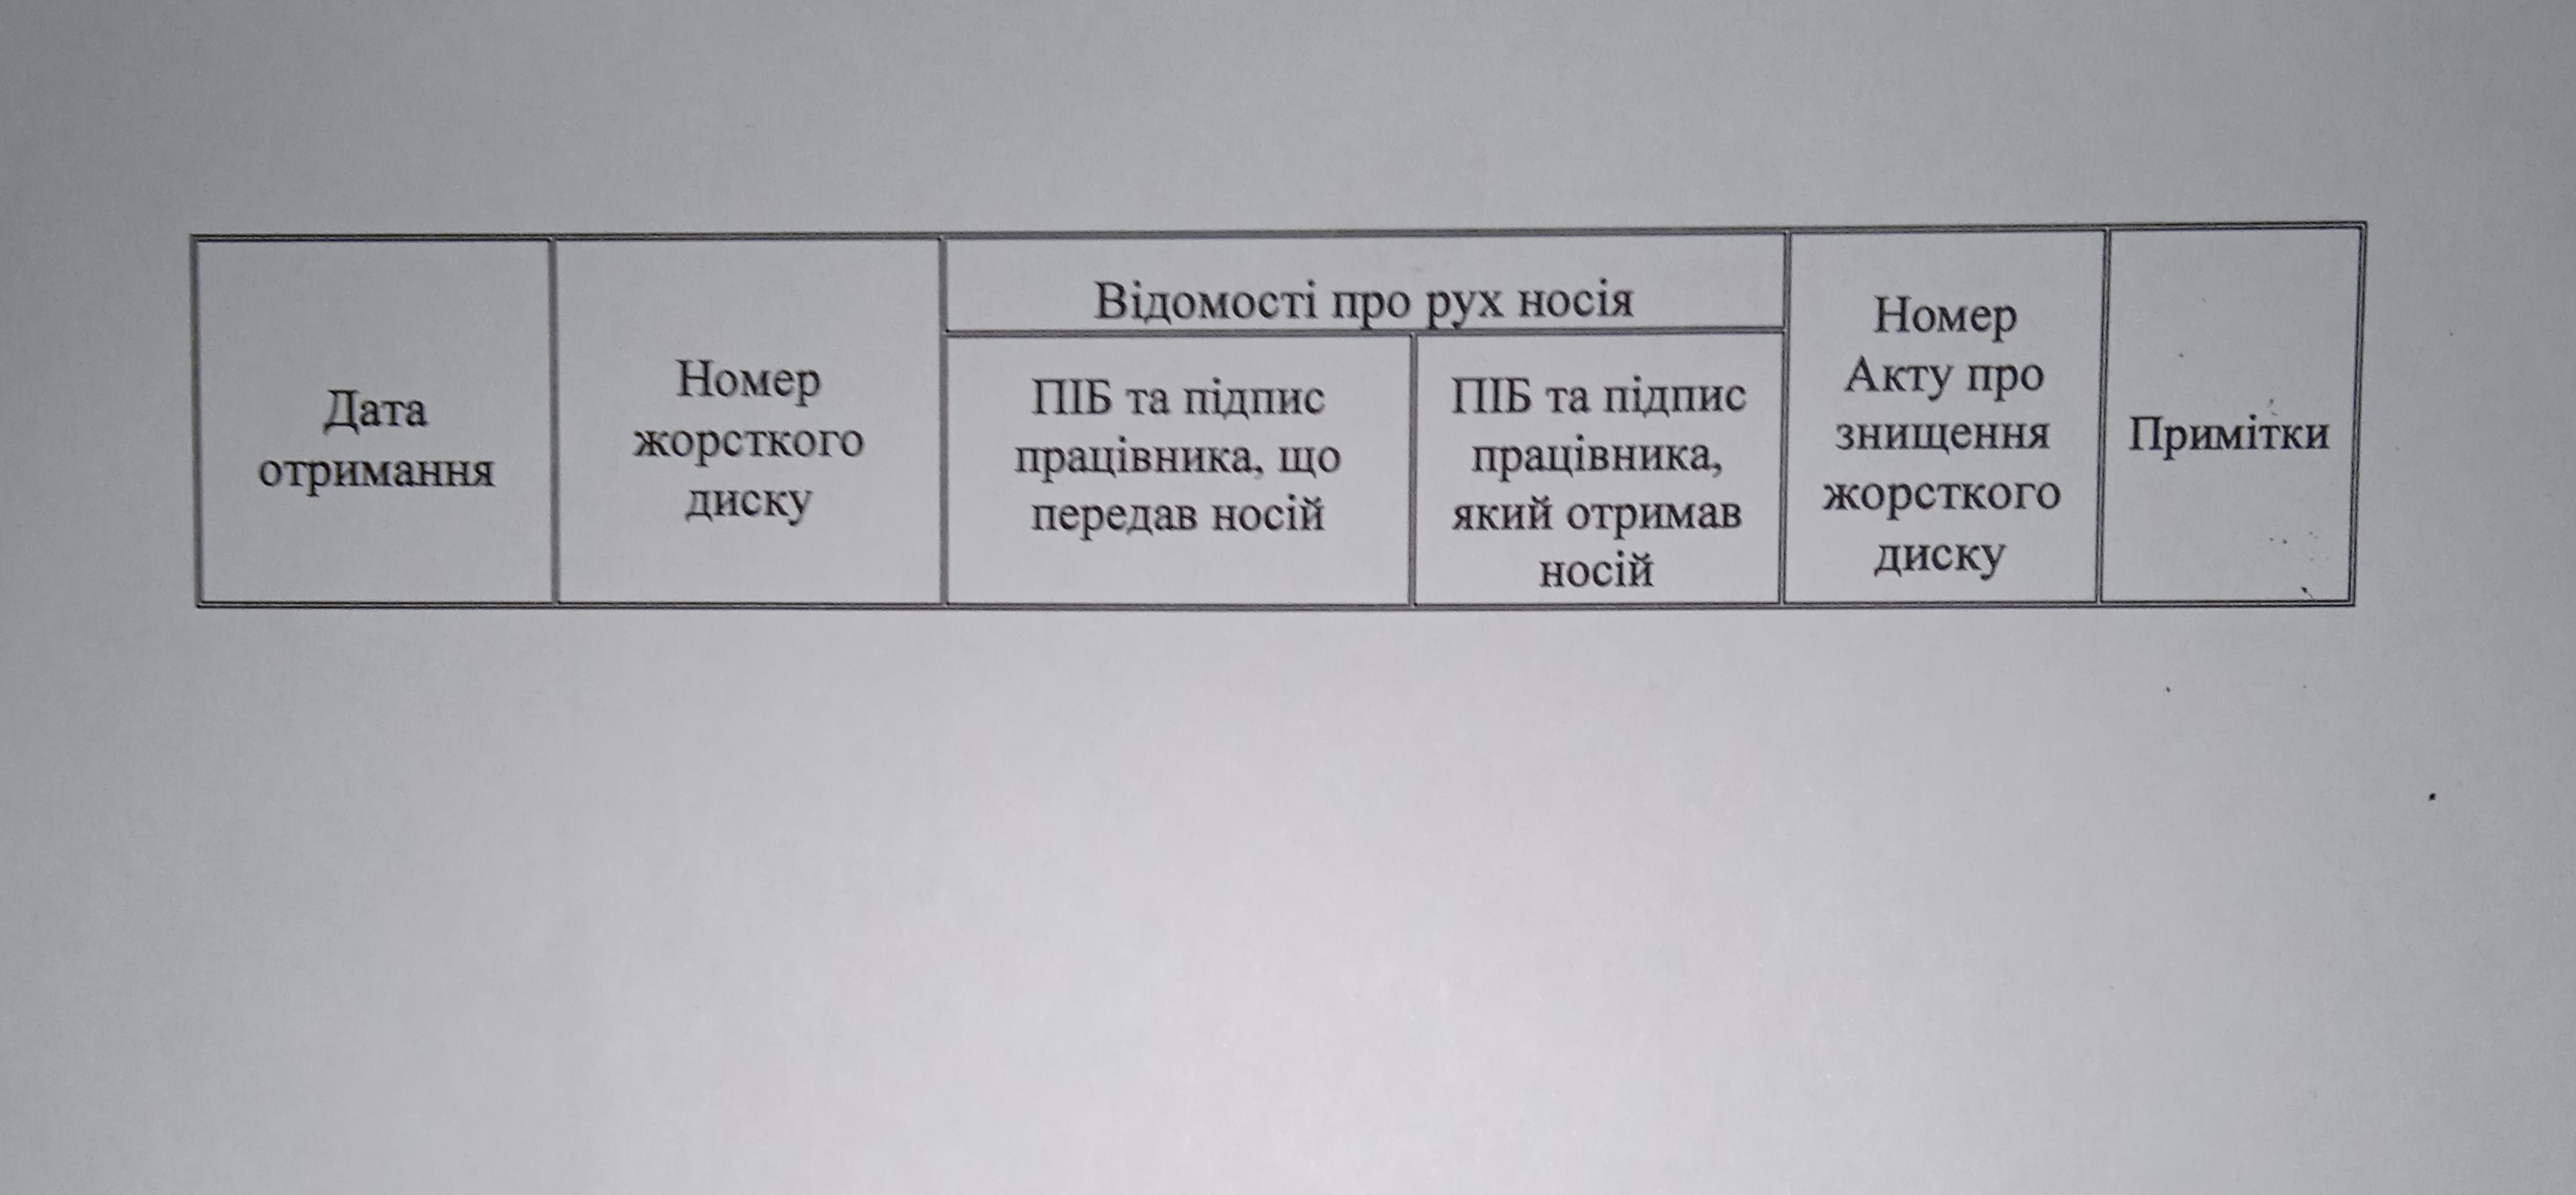 Дата
отримання
Номер
жорсткого
диску
Відомості про рух носія
ПІБ та підпис
працівника, що
передав носій
ПІБ та підпис
працівника,
який отримав
носій
Номер
Акту про
знищення
жорсткого
диску
Примітки